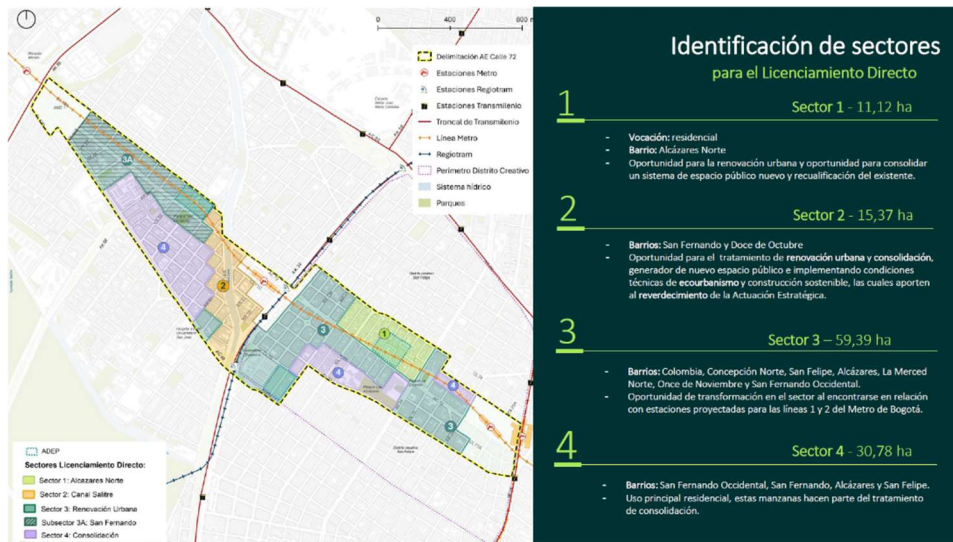 0 400 800 m
Delimitación AE Calle 72
Estaciones Metro
Estaciones Regiotram
Estaciones Transmilenio
Troncal de Transmilenio
Línea Metro
Regiotram
Perímetro Distrito Creativo
Sistema hídrico
Parques
3A
4
2
3
1
4
4
3
ADEP
Sectores Licenciamiento Directo:
Sector 1: Alcazares Norte
Sector 2: Canal Salitre
Sector 3: Renovación Urbana
Subsector 3A: San Fernando
Sector 4: Consolidación
Identificación de sectores
para el Licenciamiento Directo
1
Sector 1 - 11,12 ha
- Vocación: residencial
- Barrio: Alcázares Norte
- Oportunidad para la renovación urbana y oportunidad para consolidar
un sistema de espacio público nuevo y recualificación del existente.
2
Sector 2 - 15,37 ha
- Barrios: San Fernando y Doce de Octubre
- Oportunidad para el tratamiento de renovación urbana y consolidación,
generador de nuevo espacio público e implementando condiciones
técnicas de ecourbanismo y construcción sostenible, las cuales aporten
al reverdecimiento de la Actuación Estratégica.
3
Sector 3 – 59,39 ha
- Barrios: Colombia, Concepción Norte, San Felipe, Alcázares, La Merced
Norte, Once de Noviembre y San Fernando Occidental.
- Oportunidad de transformación en el sector al encontrarse en relación
con estaciones proyectadas para las líneas 1 y 2 del Metro de Bogotá.
4
Sector 4 - 30,78 ha
- Barrios: San Fernando Occidental, San Fernando, Alcázares y San Felipe.
- Uso principal residencial, estas manzanas hacen parte del tratamiento
de consolidación.